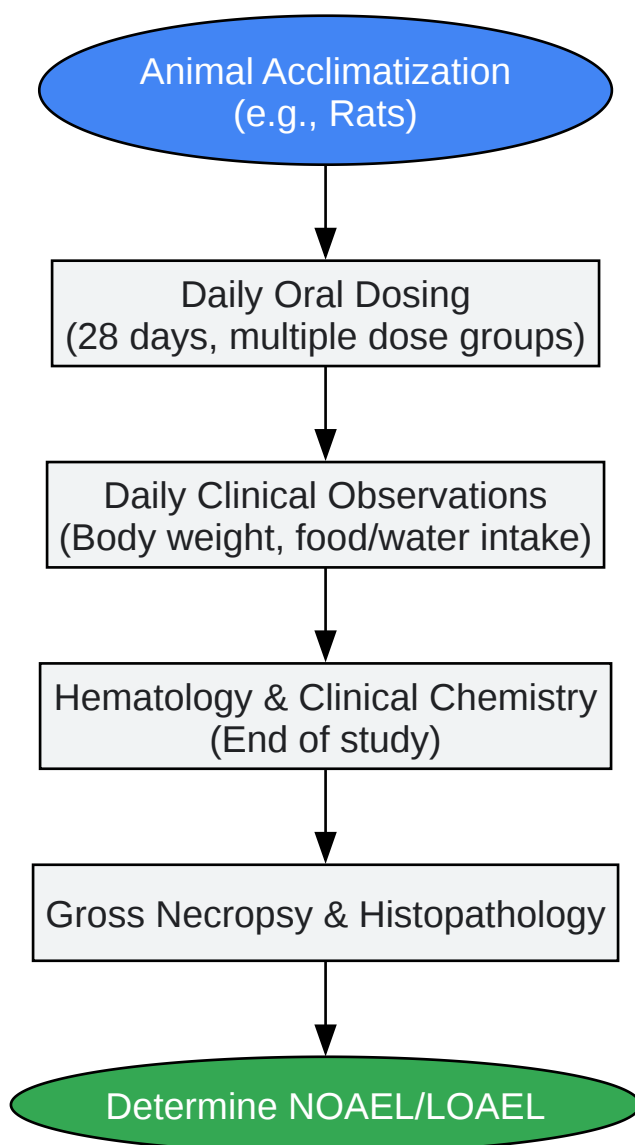 Animal Acclimatization
(e.g., Rats)
Daily Oral Dosing
(28 days, multiple dose groups)
Daily Clinical Observations
(Body weight, food/water intake)
Hematology & Clinical Chemistry
(End of study)
Gross Necropsy & Histopathology
Determine NOAEL/LOAEL